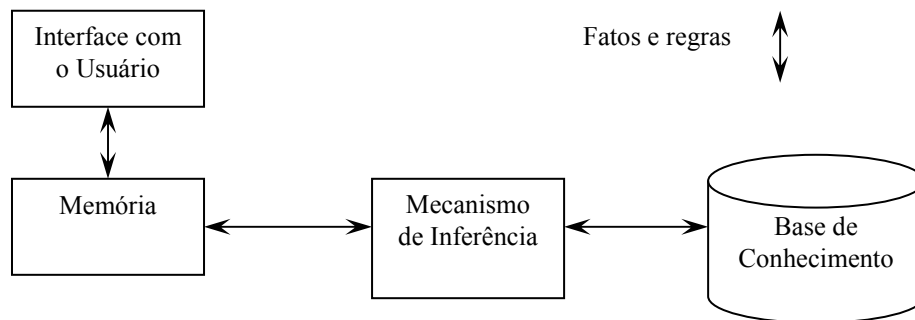 Interface com
o Usuário
Fatos e regras
Memória
Mecanismo
de Inferência
Base de
Conhecimento